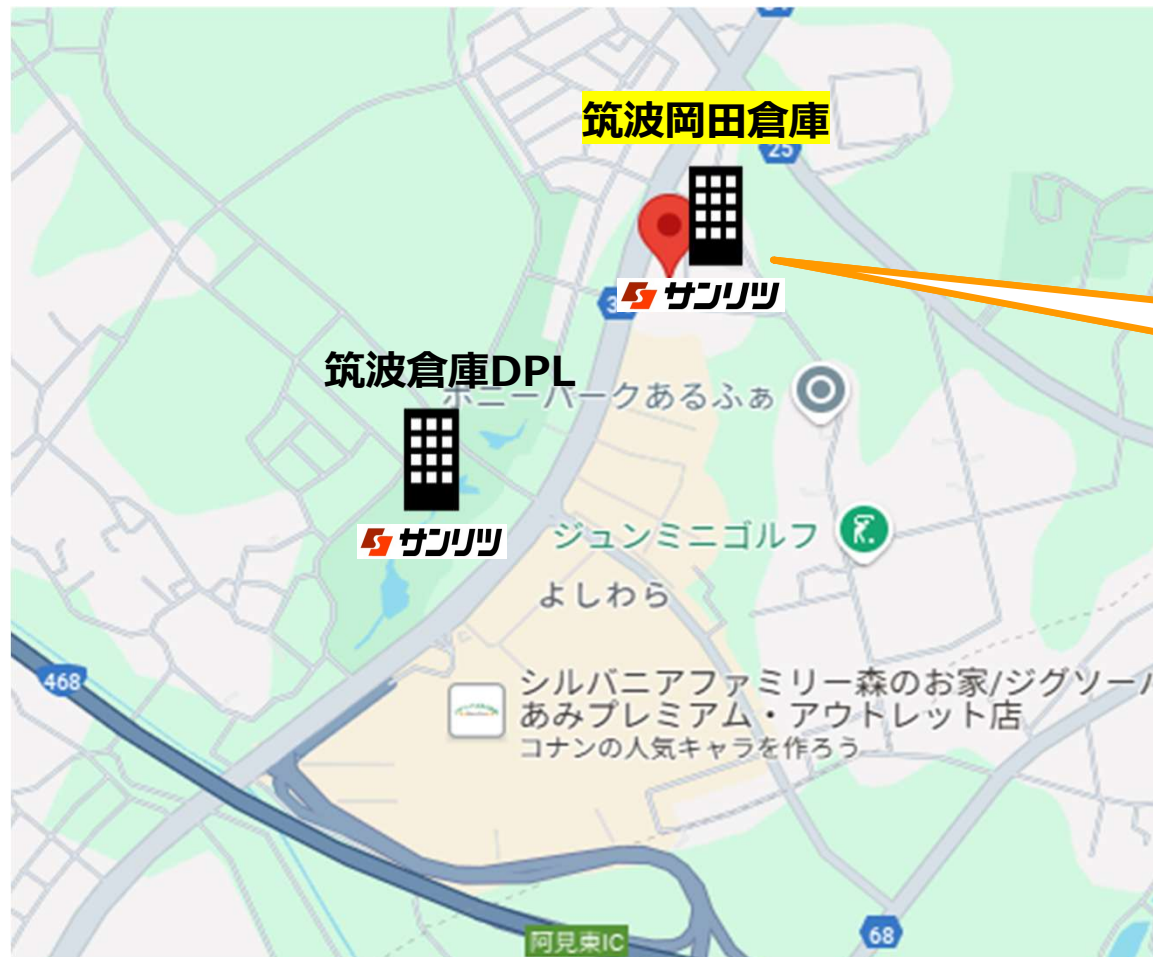 筑波岡田倉庫
25
サンリツ
筑波倉庫DPL
ポニーパークあるふぁ
サンリツ
ジュンミニゴルフ
よしわら
468
シルバニアファミリー森のお家/ジグソー
あみプレミアム・アウトレット店
コナンの人気キャラを作ろう
68
阿見東IC